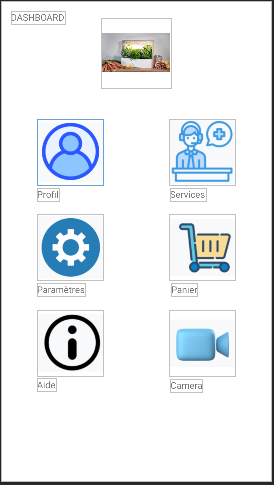 DASHBOARD
Profil
Services
Paramètres
Panier
Aide
Camera